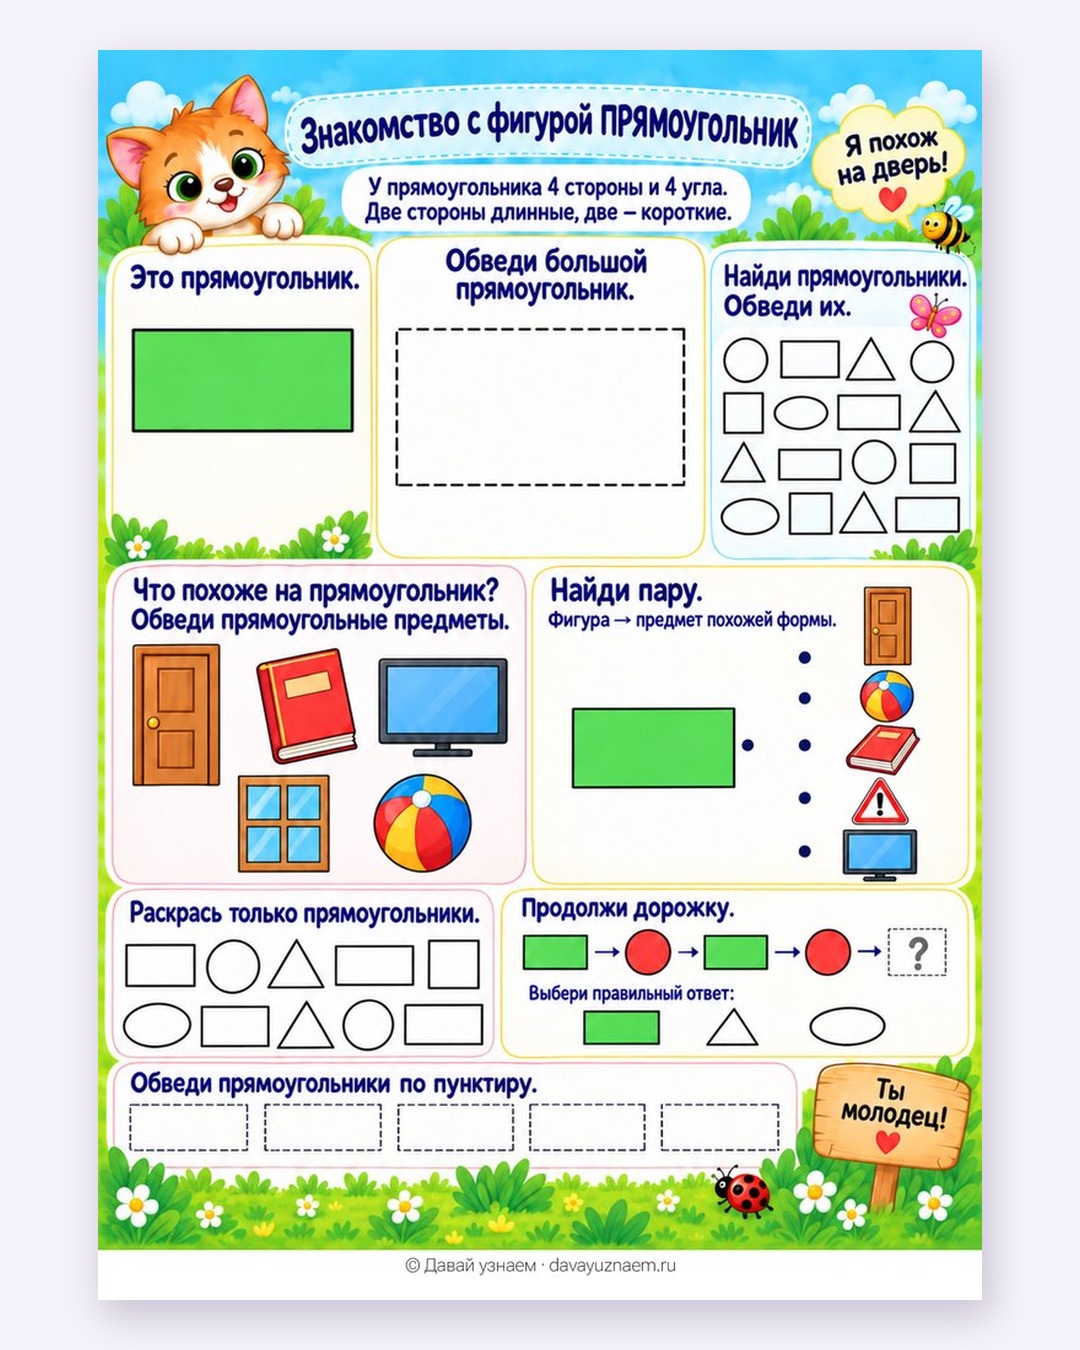 Знакомство с фигурой ПРЯМОУГОЛЬНИК
У прямоугольника 4 стороны и 4 угла.
Две стороны длинные, две – короткие.
Я похож
на дверь!
Это прямоугольник.
Обведи большой
прямоугольник.
Найди прямоугольники.
Обведи их.
Что похоже на прямоугольник?
Обведи прямоугольные предметы.
Найди пару.
Фигура → предмет похожей формы.
Раскрась только прямоугольники.
Продолжи дорожку.
?
Выбери правильный ответ:
Обведи прямоугольники по пунктиру.
Ты
молодец!
© Давай узнаем · davayuznaem.ru